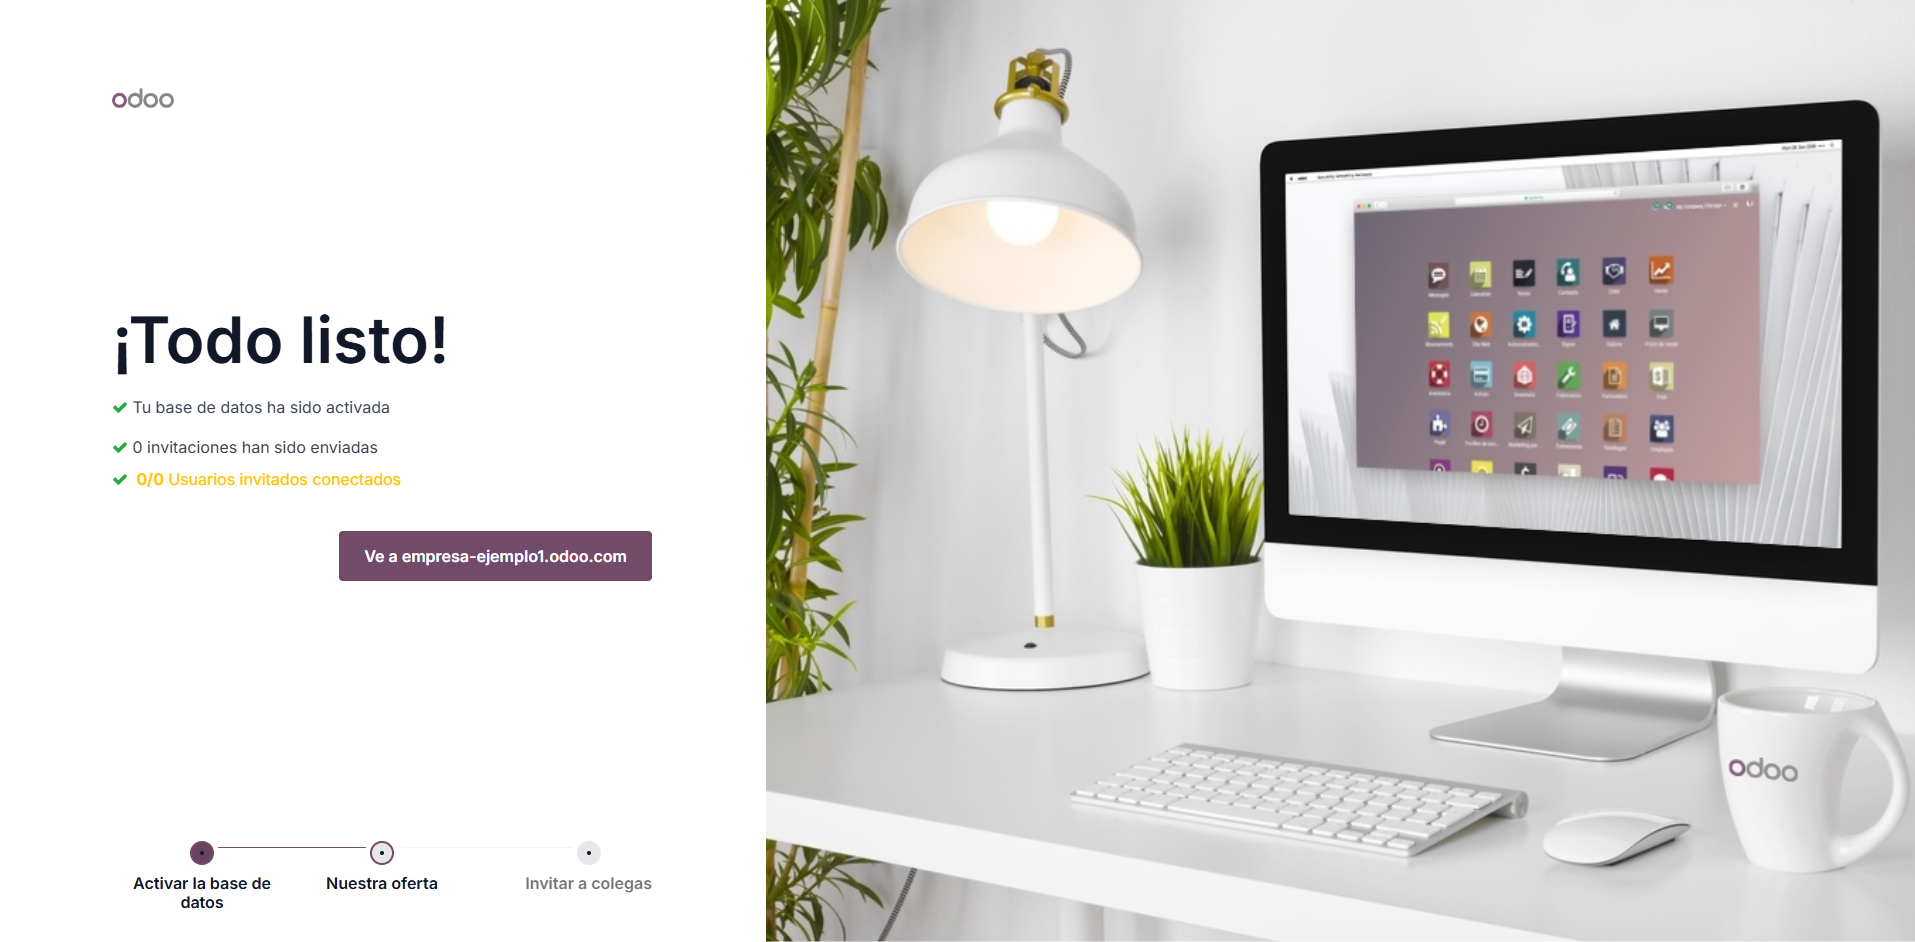 odoo
¡Todo listo!
Tu base de datos ha sido activada
0 invitaciones han sido enviadas
0/0 Usuarios invitados conectados
Ve a empresa-ejemplo1.odoo.com
Activar la base de datos
Nuestra oferta
Invitar a colegas
odoo